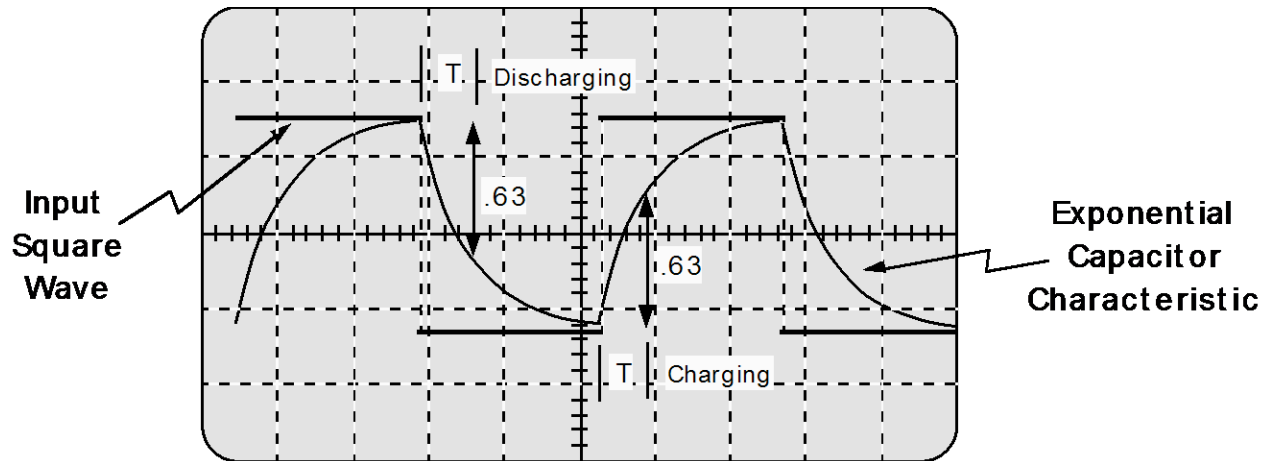 T
Discharging
.63
Input
Square
Wave
.63
Exponential
Capacitor
Characteristic
T
Charging